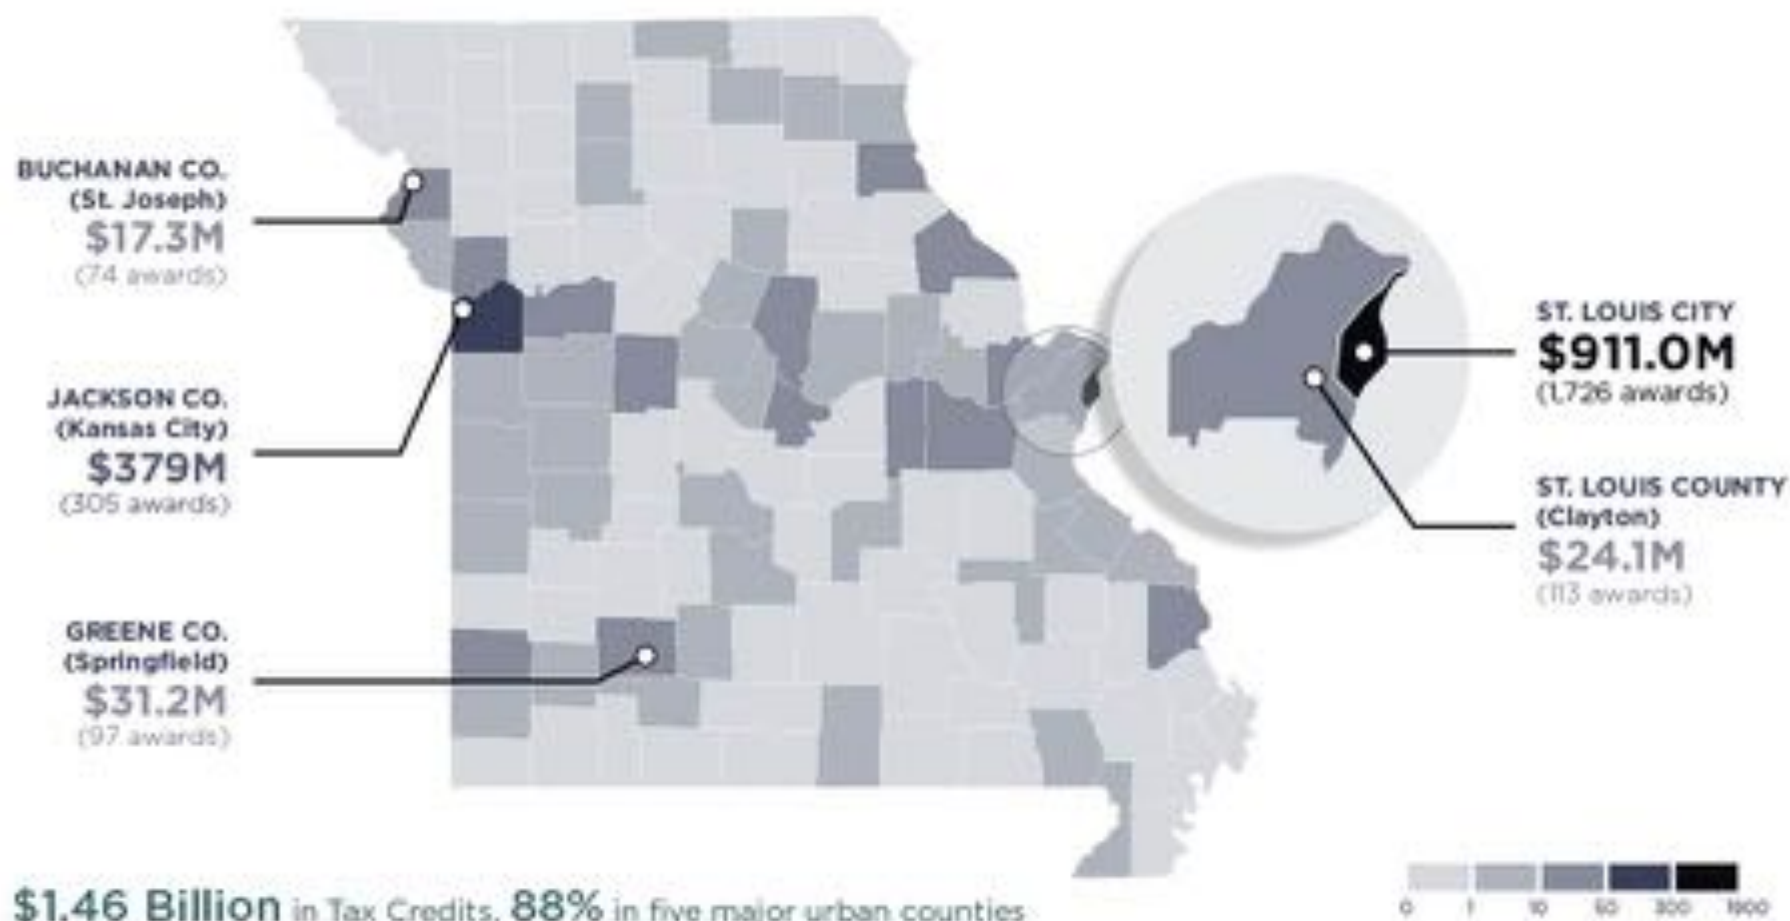 BUCHANAN CO.
(St. Joseph)
$17.3M
(74 awards)
JACKSON CO.
(Kansas City)
$379M
(305 awards)
GREENE CO.
(Springfield)
$31.2M
(97 awards)
ST. LOUIS CITY
$911.0M
(1,726 awards)
ST. LOUIS COUNTY
(Clayton)
$24.1M
(113 awards)
$1.46 Billion in Tax Credits, 88% in five major urban counties
0 1 10 50 300